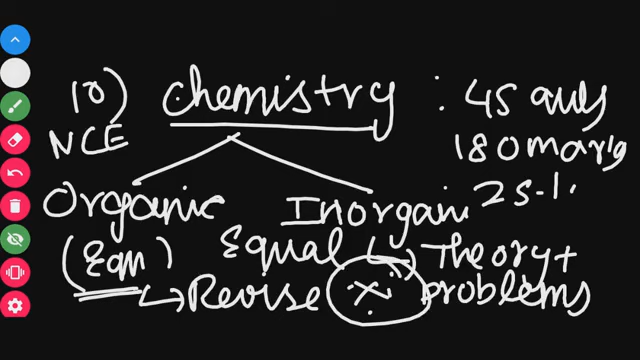 10) Chemistry : 45 ques
NCE 180 marks
Organic Inorgani 25-1.
(Eqn) Equal ↳ Theory +
↳ Revise problems